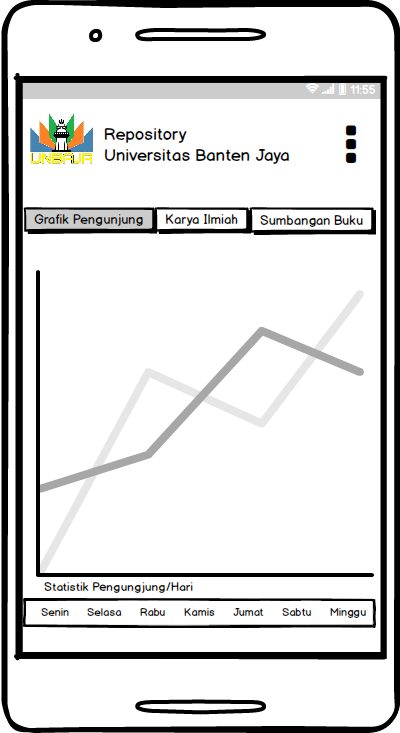 11:55
UNBAJA
Repository
Universitas Banten Jaya
Grafik Pengunjung Karya Ilmiah Sumbangan Buku
Statistik Pengungjung/Hari
Senin Selasa Rabu Kamis Jumat Sabtu Minggu